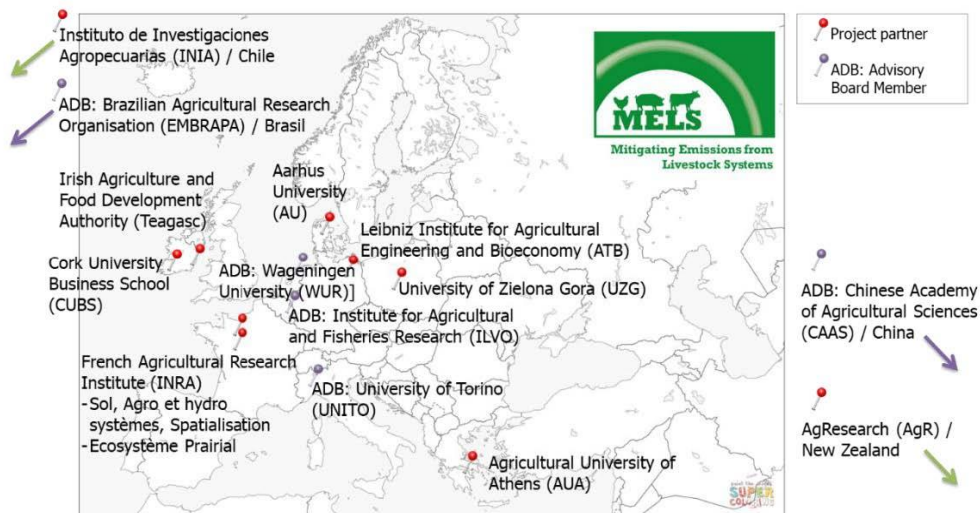 Instituto de Investigaciones
Agropecuarias (INIA) / Chile
ADB: Brazilian Agricultural Research
Organisation (EMBRAPA) / Brasil
MELS
Mitigating Emissions from
Livestock Systems
Project partner
ADB: Advisory
Board Member
Irish Agriculture and
Food Development
Authority (Teagasc)
Aarhus
University
(AU)
Leibniz Institute for Agricultural
Engineering and Bioeconomy (ATB)
Cork University
Business School
(CUBS)
ADB: Wageningen
University (WUR)]
University of Zielona Gora (UZG)
ADB: Institute for Agricultural
and Fisheries Research (ILVO)
ADB: Chinese Academy
of Agricultural Sciences
(CAAS) / China
French Agricultural Research
Institute (INRA)
-Sol, Agro et hydro
systèmes, Spatialisation
-Ecosystème Prairial
ADB: University of Torino
(UNITO)
AgResearch (AgR) /
New Zealand
Agricultural University of
Athens (AUA)
SUPER